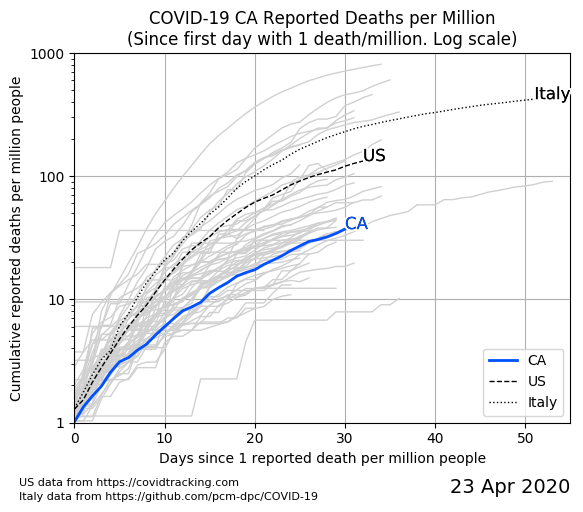 COVID-19 CA Reported Deaths per Million
(Since first day with 1 death/million. Log scale)
Cumulative reported deaths per million people
1000
100
10
1
Italy
US
CA
CA
US
Italy
0 10 20 30 40 50
Days since 1 reported death per million people
US data from https://covidtracking.com
Italy data from https://github.com/pcm-dpc/COVID-19
23 Apr 2020